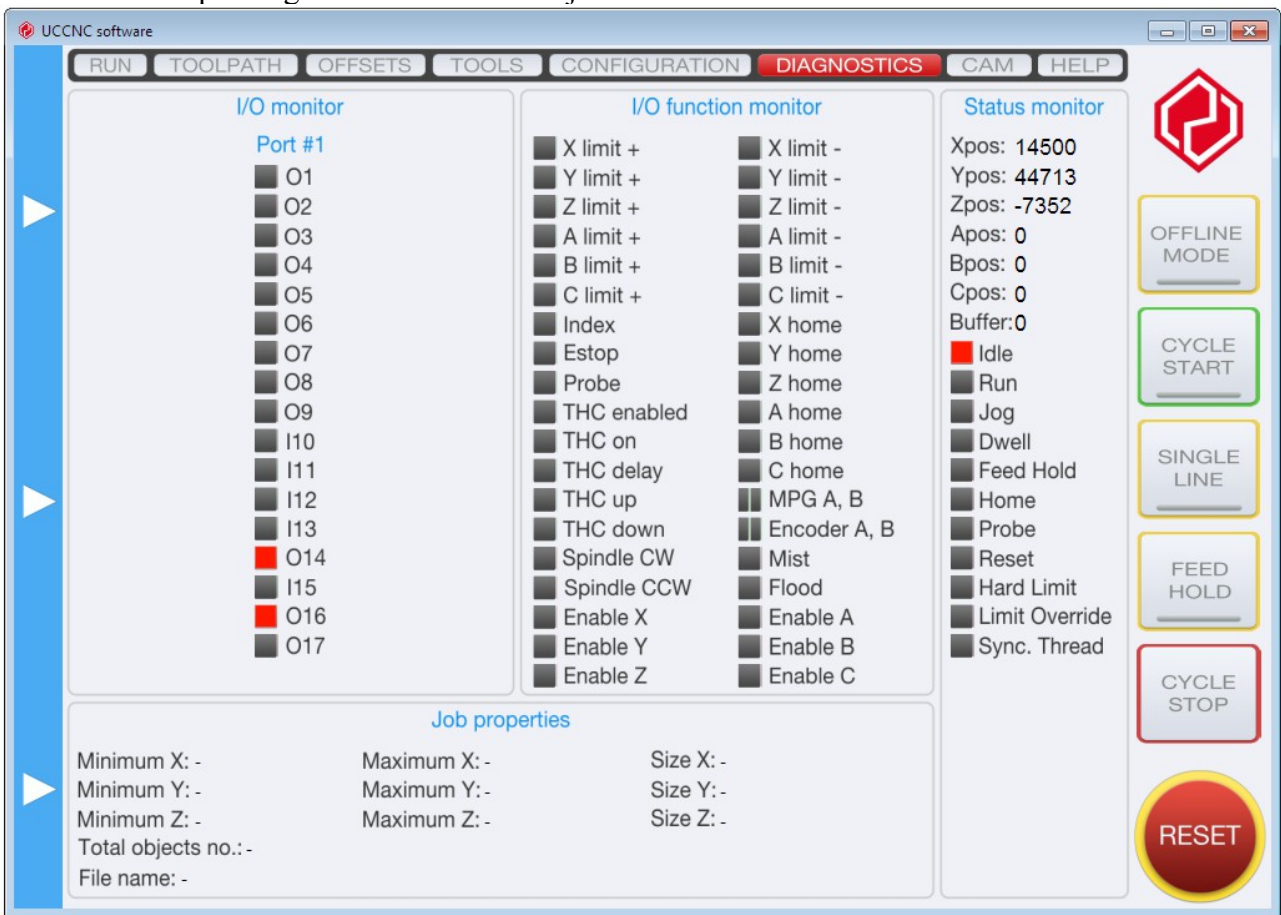 UCCNC software
RUN TOOLPATH OFFSETS TOOLS CONFIGURATION DIAGNOSTICS CAM HELP
I/O monitor
Port #1
O1
O2
O3
O4
O5
O6
O7
O8
O9
I10
I11
I12
I13
O14
I15
O16
O17
I/O function monitor
X limit + X limit -
Y limit + Y limit -
Z limit + Z limit -
A limit + A limit -
B limit + B limit -
C limit + C limit -
Index X home
Estop Y home
Probe Z home
THC enabled A home
THC on B home
THC delay C home
THC up MPG A, B
THC down Encoder A, B
Spindle CW Mist
Spindle CCW Flood
Enable X Enable A
Enable Y Enable B
Enable Z Enable C
Status monitor
Xpos: 14500
Ypos: 44713
Zpos: -7352
Apos: 0
Bpos: 0
Cpos: 0
Buffer:0
Idle
Run
Jog
Dwell
Feed Hold
Home
Probe
Reset
Hard Limit
Limit Override
Sync. Thread
OFFLINE
MODE
CYCLE
START
SINGLE
LINE
FEED
HOLD
CYCLE
STOP
RESET
Job properties
Minimum X: - Maximum X: - Size X: -
Minimum Y: - Maximum Y: - Size Y: -
Minimum Z: - Maximum Z: - Size Z: -
Total objects no.: -
File name: -